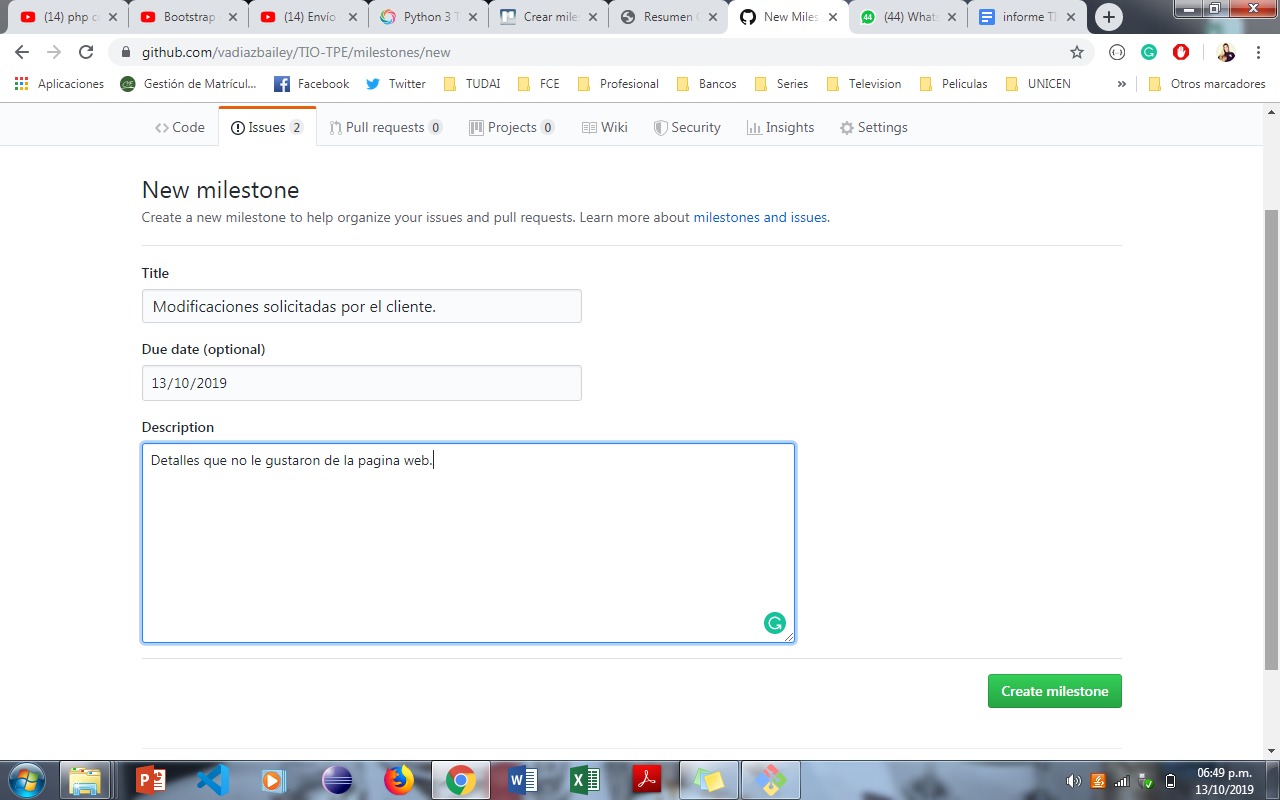 (14) php c
Bootstrap
(14) Envío
Python 3 T
Crear mile
Resumen
New Miles
(44) Whats
informe TI
github.com/vadiazbailey/TIO-TPE/milestones/new
Aplicaciones
Gestión de Matrícul...
Facebook
Twitter
TUDAI
FCE
Profesional
Bancos
Series
Television
Peliculas
UNICEN
»
Otros marcadores
Code
Issues 2
Pull requests 0
Projects 0
Wiki
Security
Insights
Settings
New milestone
Create a new milestone to help organize your issues and pull requests. Learn more about milestones and issues.
Title
Modificaciones solicitadas por el cliente.
Due date (optional)
13/10/2019
Description
Detalles que no le gustaron de la pagina web.
Create milestone
06:49 p.m.
13/10/2019